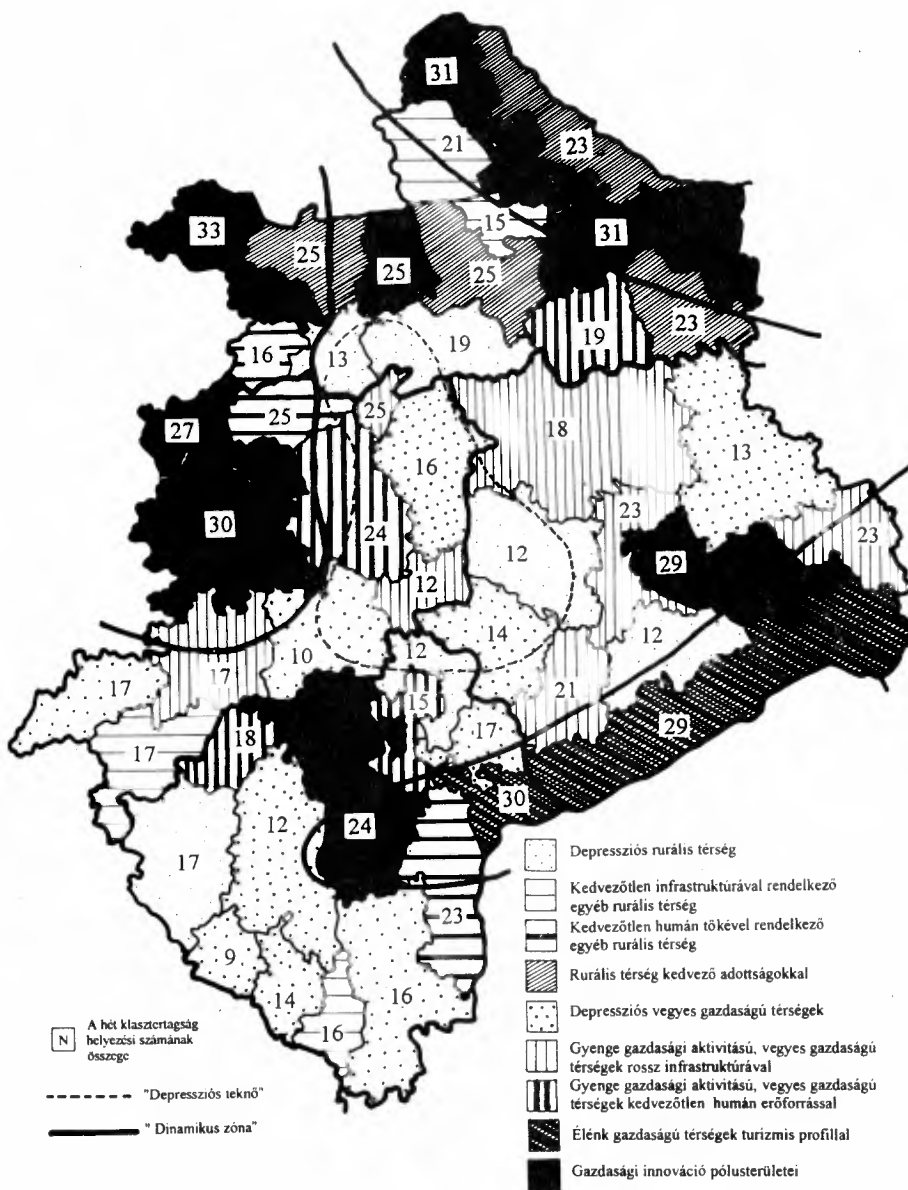 31
21
23
33
15
31
25
25
25
23
16
13
19
19
25
25
27
18
13
16
30
24
23
23
12
29
12
14
12
12
10
17
17
21
15
17
18
29
17
30
12
24
17
23
9
14
16
16
N A hét klasztertagság
helyezési számának
összege
"Depressziós teknő"
" Dinamikus zóna"
Depressziós rurális térség
Kedvezőtlen infrastruktúrával rendelkező
egyéb rurális térség
Kedvezőtlen humán tőkével rendelkező
egyéb rurális térség
Rurális térség kedvező adottságokkal
Depressziós vegyes gazdaságú térségek
Gyenge gazdasági aktivitású, vegyes gazdaságú
térségek rossz infrastruktúrával
Gyenge gazdasági aktivitású, vegyes gazdaságú
térségek kedvezőtlen humán erőforrással
Élénk gazdaságú térségek turizmis profillal
Gazdasági innováció pólusterületei